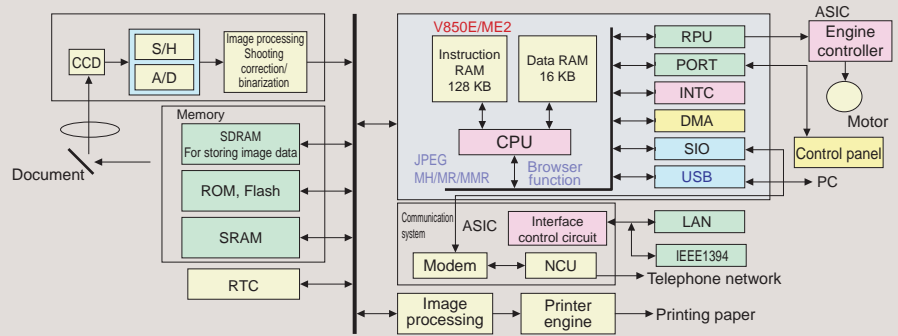 CCD
S/H
A/D
Image processing
Shooting
correction/
binarization
Document
Memory
SDRAM
For storing image data
ROM, Flash
SRAM
RTC
V850E/ME2
Instruction
RAM
128 KB
Data RAM
16 KB
CPU
JPEG
MH/MR/MMR
Browser
function
RPU
PORT
INTC
DMA
SIO
USB
ASIC
Engine
controller
Motor
Control panel
PC
Communication
system
ASIC
Interface
control circuit
Modem
NCU
LAN
IEEE1394
Telephone network
Image
processing
Printer
engine
Printing paper